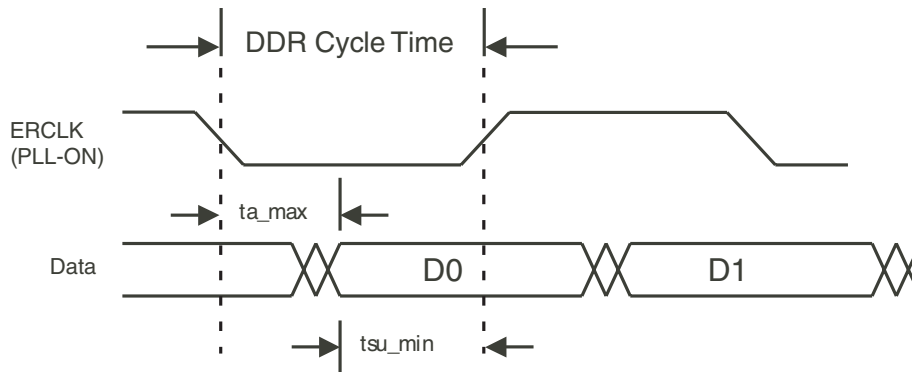 DDR Cycle Time
ERCLK
(PLL-ON)
ta_max
Data
D0
D1
tsu_min